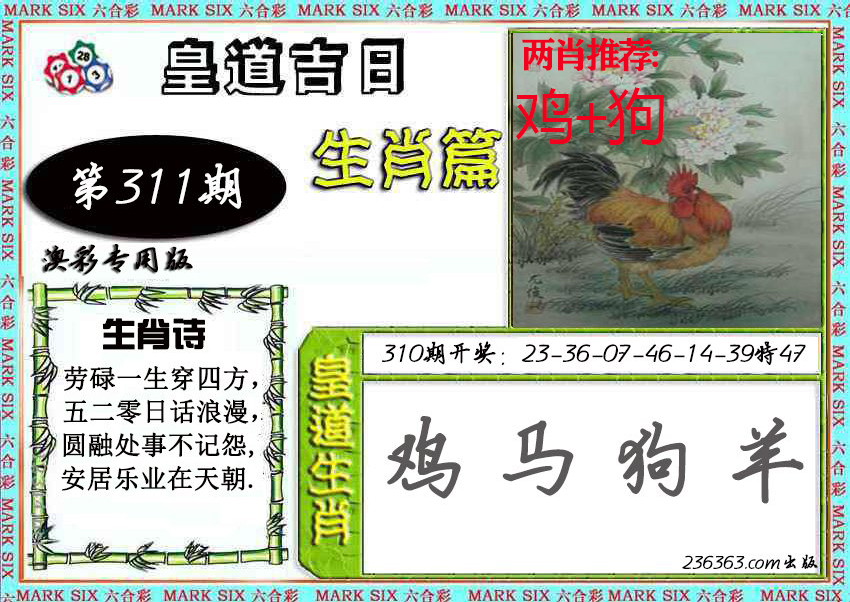 MARK SIX 六合彩 MARK SIX 六合彩 MARK SIX 六合彩 MARK SIX 六合彩 MARK SIX 六合彩 MARK SIX 六合彩
28
1
3
皇道吉日
生肖篇
第311期
澳彩专用版
两肖推荐:
鸡+狗
生肖诗
劳碌一生穿四方，
五二零日话浪漫，
圆融处事不记怨，
安居乐业在天朝.
310期开奖：23-36-07-46-14-39特47
皇道生肖
鸡 马 狗 羊
236363.com出版
MARK SIX 六合彩 MARK SIX 六合彩 MARK SIX 六合彩 MARK SIX 六合彩 MARK SIX 六合彩 MARK SIX 六合彩